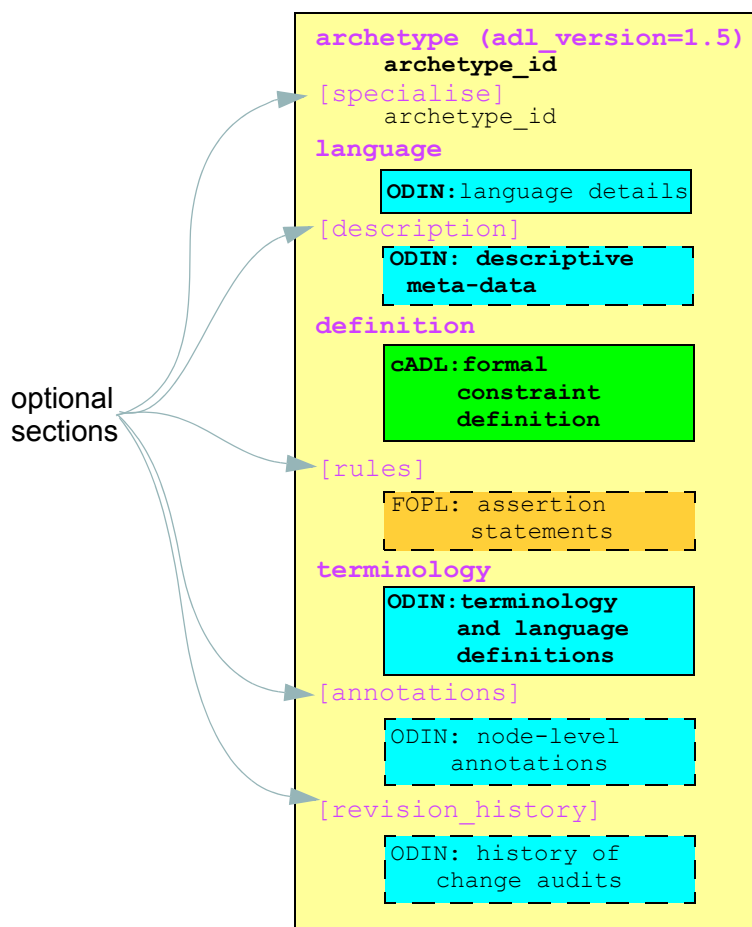 archetype (adl_version=1.5)
archetype_id
[specialise]
archetype_id
language
ODIN:language details
[description]
ODIN: descriptive
meta-data
definition
cADL:formal
constraint
definition
optional
sections
[rules]
FOPL: assertion
statements
terminology
ODIN:terminology
and language
definitions
[annotations]
ODIN: node-level
annotations
[revision_history]
ODIN: history of
change audits